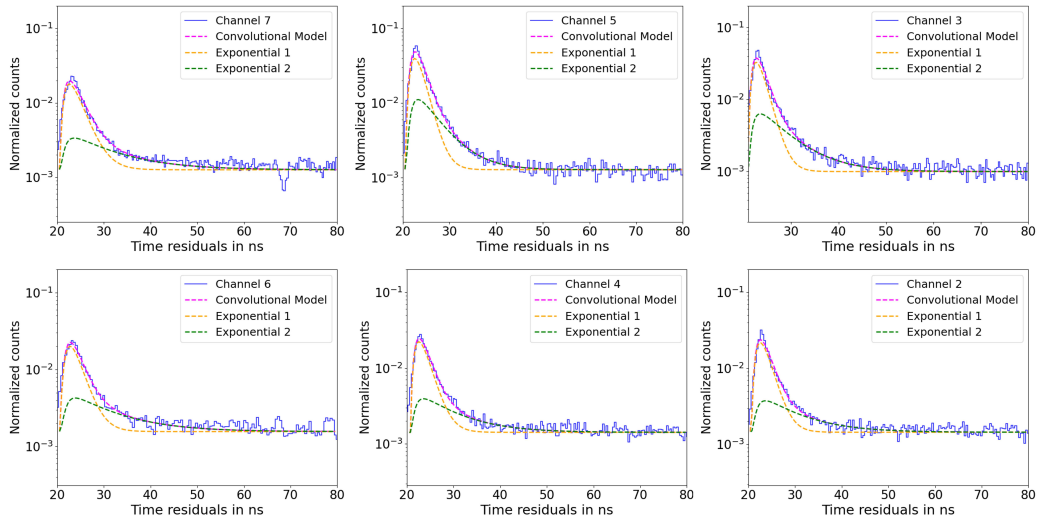 Channel 7
Convolutional Model
Exponential 1
Exponential 2
Normalized counts
10⁻¹
10⁻²
10⁻³
20 30 40 50 60 70 80
Time residuals in ns
Channel 5
Convolutional Model
Exponential 1
Exponential 2
Normalized counts
10⁻¹
10⁻²
10⁻³
20 30 40 50 60 70 80
Time residuals in ns
Channel 3
Convolutional Model
Exponential 1
Exponential 2
Normalized counts
10⁻¹
10⁻²
10⁻³
30 40 50 60 70 80
Time residuals in ns
Channel 6
Convolutional Model
Exponential 1
Exponential 2
Normalized counts
10⁻¹
10⁻²
10⁻³
20 30 40 50 60 70 80
Time residuals in ns
Channel 4
Convolutional Model
Exponential 1
Exponential 2
Normalized counts
10⁻¹
10⁻²
10⁻³
20 30 40 50 60 70 80
Time residuals in ns
Channel 2
Convolutional Model
Exponential 1
Exponential 2
Normalized counts
10⁻¹
10⁻²
10⁻³
20 30 40 50 60 70 80
Time residuals in ns